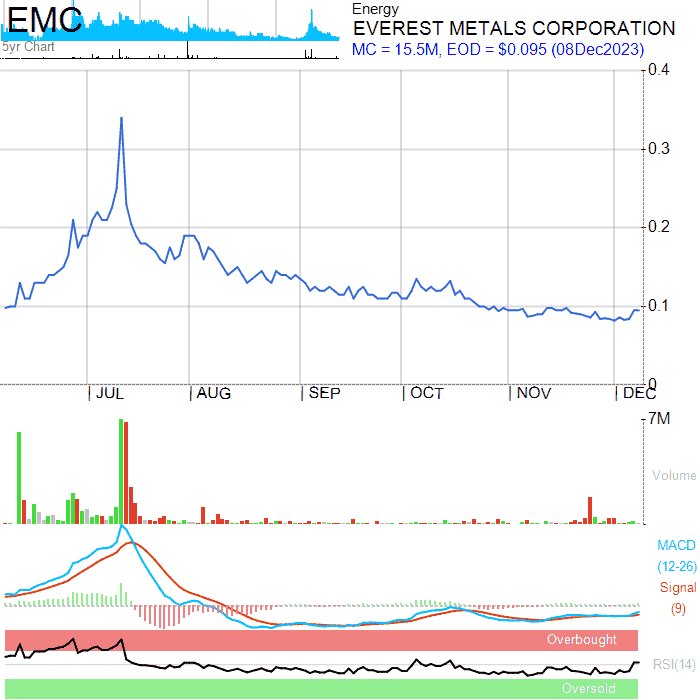 EMC
5yr Chart
Energy
EVEREST METALS CORPORATION
MC = 15.5M, EOD = $0.095 (08Dec2023)
0.4
0.3
0.2
0.1
0
JUL AUG SEP OCT NOV DEC
7M
Volume
MACD
(12-26)
Signal
(9)
Overbought
RSI(14)
Oversold